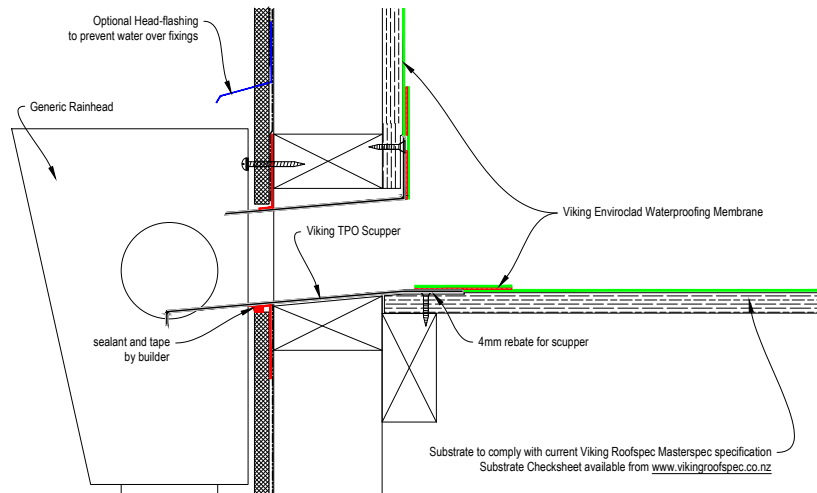 Optional Head-flashing
to prevent water over fixings
Generic Rainhead
Viking Enviroclad Waterproofing Membrane
Viking TPO Scupper
sealant and tape
by builder
4mm rebate for scupper
Substrate to comply with current Viking Roofspec Masterspec specification
Substrate Checksheet available from www.vikingroofspec.co.nz